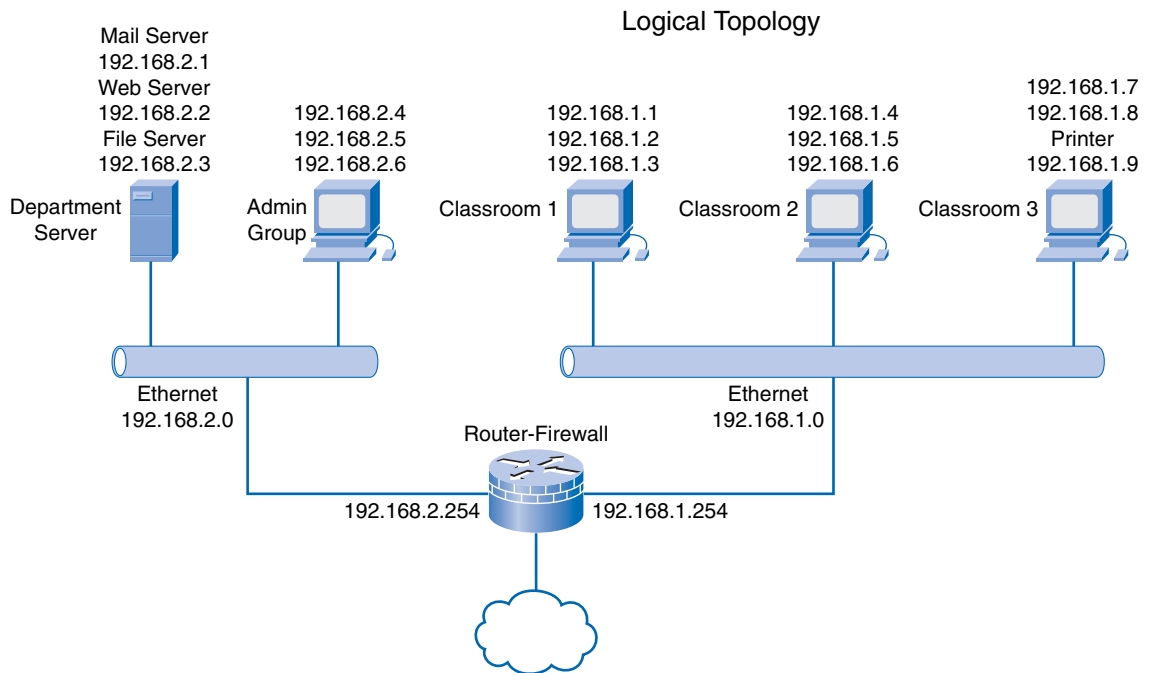 Logical Topology
Mail Server
192.168.2.1
Web Server
192.168.2.2
File Server
192.168.2.3
Department
Server
192.168.2.4
192.168.2.5
192.168.2.6
Admin
Group
192.168.1.1
192.168.1.2
192.168.1.3
Classroom 1
192.168.1.4
192.168.1.5
192.168.1.6
Classroom 2
192.168.1.7
192.168.1.8
Printer
192.168.1.9
Classroom 3
Ethernet
192.168.2.0
Ethernet
192.168.1.0
Router-Firewall
192.168.2.254
192.168.1.254